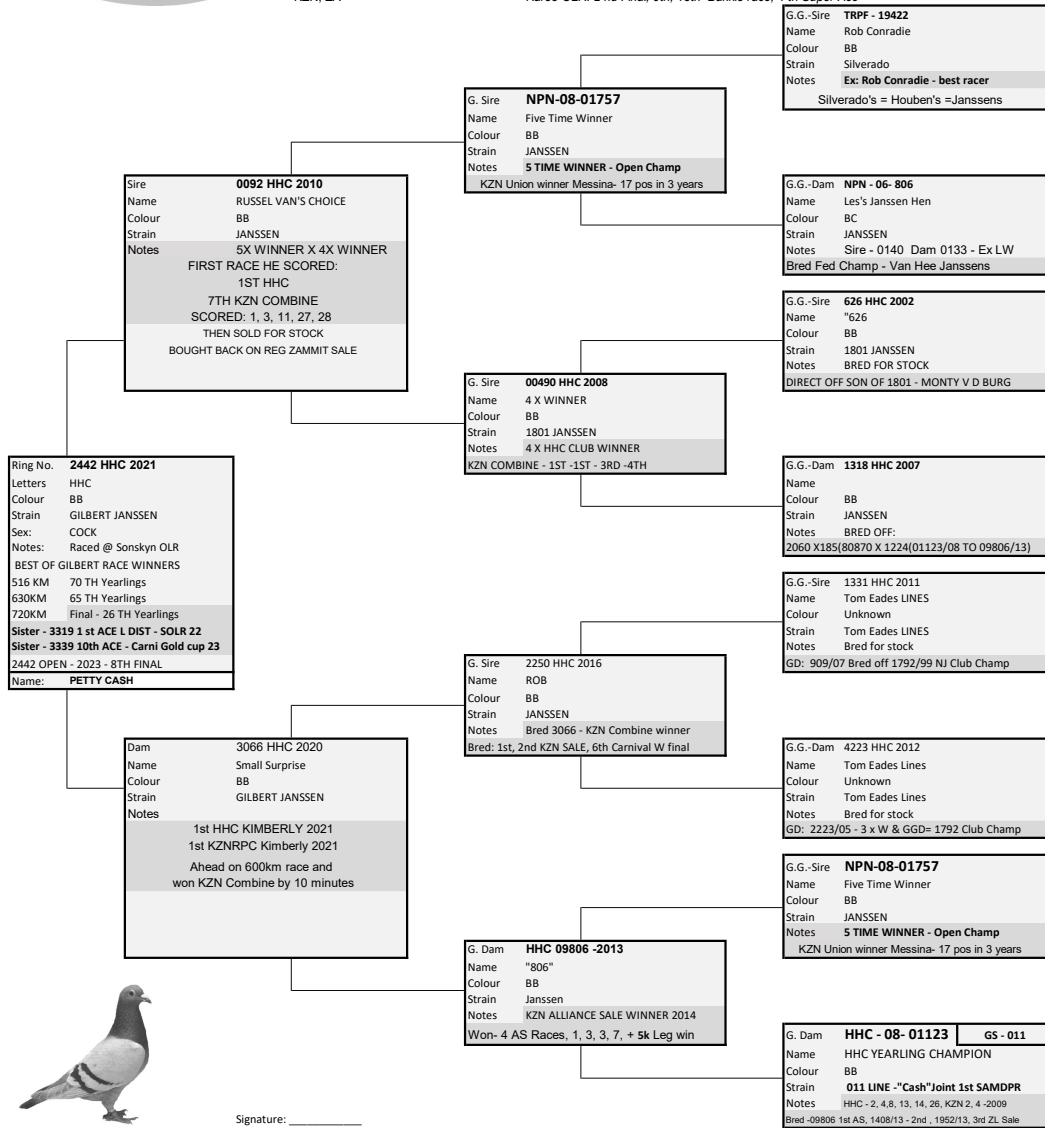 G.G.-Sire TRPF - 19422
Name Rob Conradie
Colour BB
Strain Silverado
Notes Ex: Rob Conradie - best racer
Silverado's = Houben's =Janssens
G. Sire NPN-08-01757
Name Five Time Winner
Colour BB
Strain JANSSEN
Notes 5 TIME WINNER - Open Champ
KZN Union winner Messina- 17 pos in 3 years
Sire 0092 HHC 2010
Name RUSSEL VAN'S CHOICE
Colour BB
Strain JANSSEN
Notes 5X WINNER X 4X WINNER
FIRST RACE HE SCORED:
1ST HHC
7TH KZN COMBINE
SCORED: 1, 3, 11, 27, 28
THEN SOLD FOR STOCK
BOUGHT BACK ON REG ZAMMIT SALE
G.G.-Dam NPN - 06- 806
Name Les's Janssen Hen
Colour BC
Strain JANSSEN
Notes Sire - 0140 Dam 0133 - Ex LW
Bred Fed Champ - Van Hee Janssens
G.G.-Sire 626 HHC 2002
Name "626
Colour BB
Strain 1801 JANSSEN
Notes BRED FOR STOCK
DIRECT OFF SON OF 1801 - MONTY V D BURG
G. Sire 00490 HHC 2008
Name 4 X WINNER
Colour BB
Strain 1801 JANSSEN
Notes 4 X HHC CLUB WINNER
KZN COMBINE - 1ST -1ST - 3RD -4TH
Ring No. 2442 HHC 2021
Letters HHC
Colour BB
Strain GILBERT JANSSEN
Sex: COCK
Notes: Raced @ Sonskyn OLR
BEST OF GILBERT RACE WINNERS
516 KM 70 TH Yearlings
630KM 65 TH Yearlings
720KM Final - 26 TH Yearlings
Sister - 3319 1 st ACE L DIST - SOLR 22
Sister - 3339 10th ACE - Carni Gold cup 23
2442 OPEN - 2023 - 8TH FINAL
Name: PETTY CASH
G.G.-Dam 1318 HHC 2007
Name
Colour BB
Strain JANSSEN
Notes BRED OFF:
2060 X185(80870 X 1224(01123/08 TO 09806/13)
G.G.-Sire 1331 HHC 2011
Name Tom Eades LINES
Colour Unknown
Strain Tom Eades LINES
Notes Bred for stock
GD: 909/07 Bred off 1792/99 NJ Club Champ
G. Sire 2250 HHC 2016
Name ROB
Colour BB
Strain JANSSEN
Notes Bred 3066 - KZN Combine winner
Bred: 1st, 2nd KZN SALE, 6th Carnival W final
Dam 3066 HHC 2020
Name Small Surprise
Colour BB
Strain GILBERT JANSSEN
Notes
1st HHC KIMBERLY 2021
1st KZNRPC Kimberly 2021
Ahead on 600km race and
won KZN Combine by 10 minutes
G.G.-Dam 4223 HHC 2012
Name Tom Eades Lines
Colour Unknown
Strain Tom Eades Lines
Notes Bred for stock
GD: 2223/05 - 3 x W & GGD= 1792 Club Champ
G.G.-Sire NPN-08-01757
Name Five Time Winner
Colour BB
Strain JANSSEN
Notes 5 TIME WINNER - Open Champ
KZN Union winner Messina- 17 pos in 3 years
G. Dam HHC 09806 -2013
Name "806"
Colour BB
Strain Janssen
Notes KZN ALLIANCE SALE WINNER 2014
Won- 4 AS Races, 1, 3, 3, 7, + 5k Leg win
G. Dam HHC - 08- 01123 GS - 011
Name HHC YEARLING CHAMPION
Colour BB
Strain 011 LINE -"Cash"Joint 1st SAMDPR
Notes HHC - 2, 4,8, 13, 14, 26, KZN 2, 4 -2009
Bred -09806 1st AS, 1408/13 - 2nd , 1952/13, 3rd ZL Sale
Signature: ___________